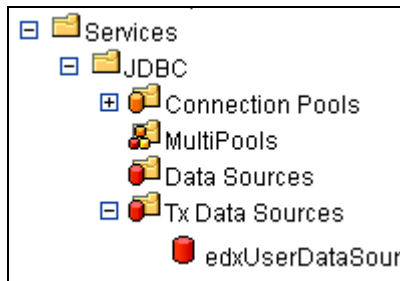 Services
JDBC
Connection Pools
MultiPools
Data Sources
Tx Data Sources
edxUserDataSour